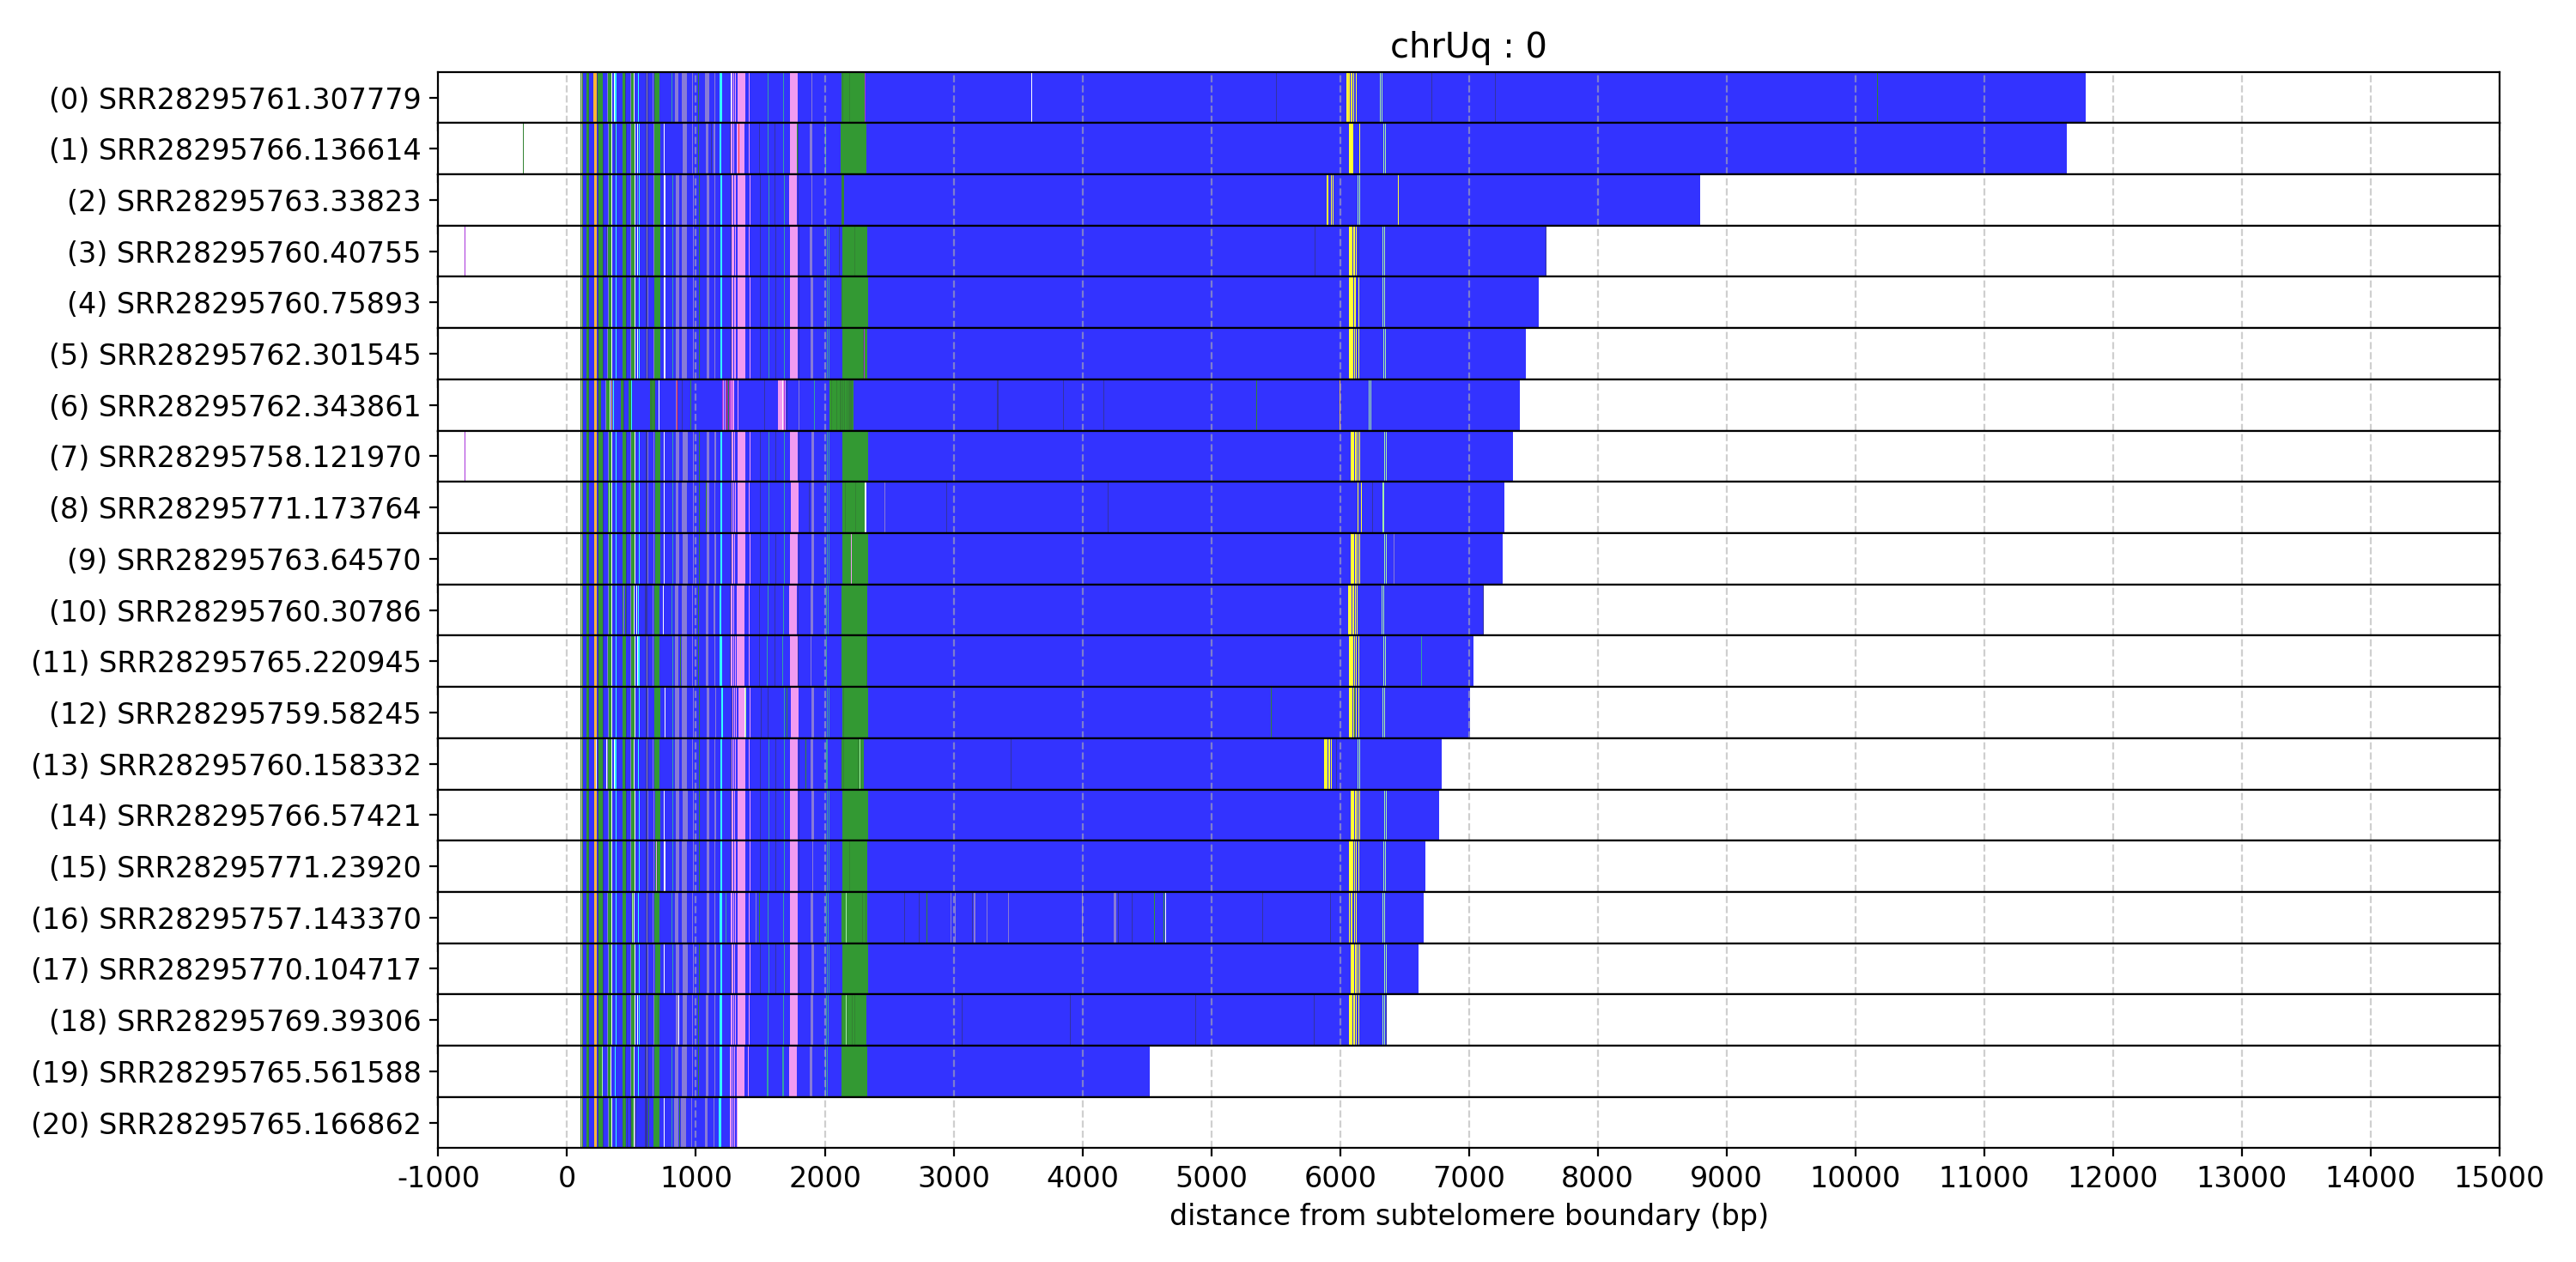 chrUq : 0
(0) SRR28295761.307779
(1) SRR28295766.136614
(2) SRR28295763.33823
(3) SRR28295760.40755
(4) SRR28295760.75893
(5) SRR28295762.301545
(6) SRR28295762.343861
(7) SRR28295758.121970
(8) SRR28295771.173764
(9) SRR28295763.64570
(10) SRR28295760.30786
(11) SRR28295765.220945
(12) SRR28295759.58245
(13) SRR28295760.158332
(14) SRR28295766.57421
(15) SRR28295771.23920
(16) SRR28295757.143370
(17) SRR28295770.104717
(18) SRR28295769.39306
(19) SRR28295765.561588
(20) SRR28295765.166862
-1000 0 1000 2000 3000 4000 5000 6000 7000 8000 9000 10000 11000 12000 13000 14000 15000
distance from subtelomere boundary (bp)